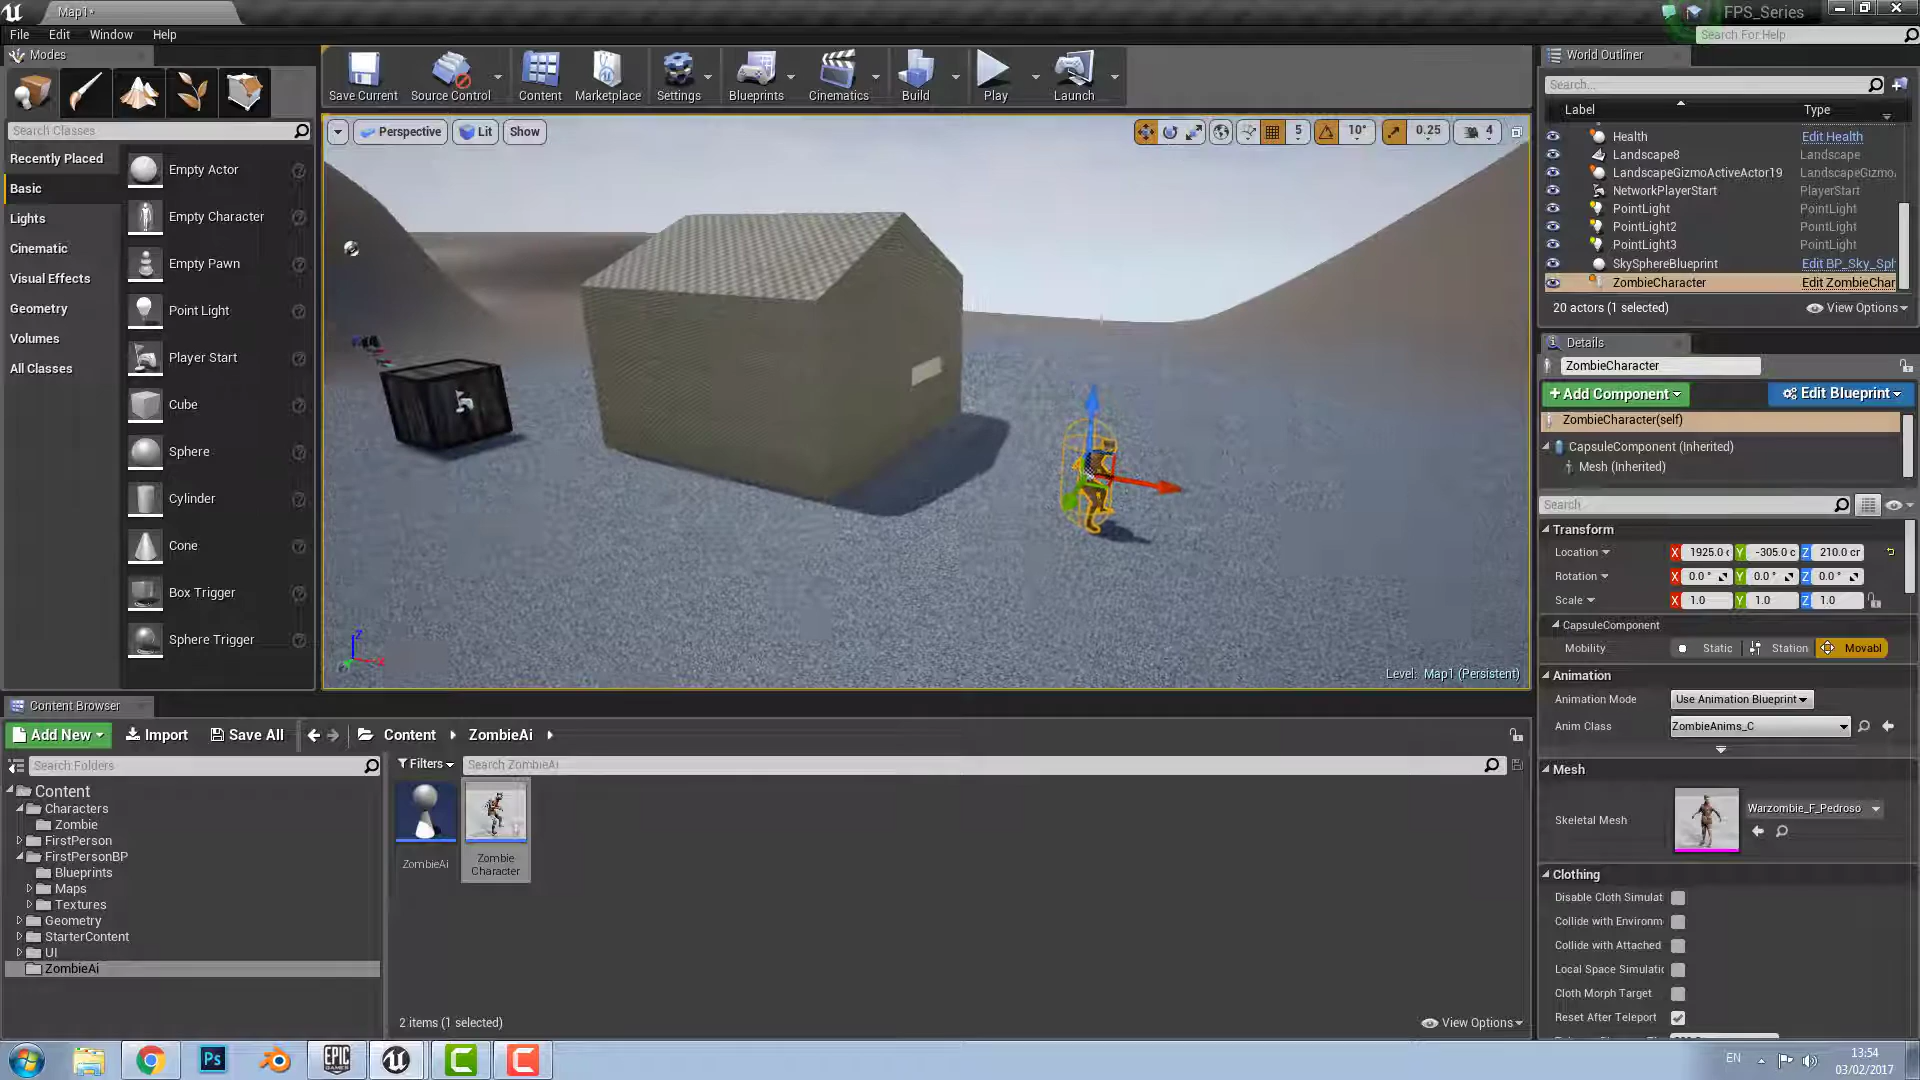 Map1*
FPS_Series
File
Edit
Window
Help
Search For Help
Modes
Search Classes
Recently Placed
Basic
Lights
Cinematic
Visual Effects
Geometry
Volumes
All Classes
Empty Actor
Empty Character
Empty Pawn
Point Light
Player Start
Cube
Sphere
Cylinder
Cone
Box Trigger
Sphere Trigger
Save Current
Source Control
Content
Marketplace
Settings
Blueprints
Cinematics
Build
Play
Launch
Perspective
Lit
Show
5
10°
0.25
4
Level: Map1 (Persistent)
World Outliner
Search...
Label
Type
Health
Edit Health
Landscape8
Landscape
LandscapeGizmoActiveActor19
LandscapeGizmo
NetworkPlayerStart
PlayerStart
PointLight
PointLight
PointLight2
PointLight
PointLight3
PointLight
SkySphereBlueprint
Edit BP_Sky_Sph
ZombieCharacter
Edit ZombieChar
20 actors (1 selected)
View Options
Details
ZombieCharacter
Add Component
Edit Blueprint
ZombieCharacter(self)
CapsuleComponent (Inherited)
Mesh (Inherited)
Search
Transform
Location
X 1925.0 c
Y -305.0 c
Z 210.0 cr
Rotation
X 0.0 °
Y 0.0 °
Z 0.0 °
Scale
X 1.0
Y 1.0
Z 1.0
CapsuleComponent
Mobility
Static
Station
Movabl
Animation
Animation Mode
Use Animation Blueprint
Anim Class
ZombieAnims_C
Mesh
Skeletal Mesh
Warzombie_F_Pedroso
Clothing
Disable Cloth Simulat
Collide with Environm
Collide with Attached
Local Space Simulatic
Cloth Morph Target
Reset After Teleport
Content Browser
Add New
Import
Save All
Content
ZombieAi
Search Folders
Filters
Search ZombieAi
Content
Characters
Zombie
FirstPerson
FirstPersonBP
Blueprints
Maps
Textures
Geometry
StarterContent
UI
ZombieAi
ZombieAi
Zombie
Character
2 items (1 selected)
View Options
Ps
EPIC
GAMES
EN
13:54
03/02/2017